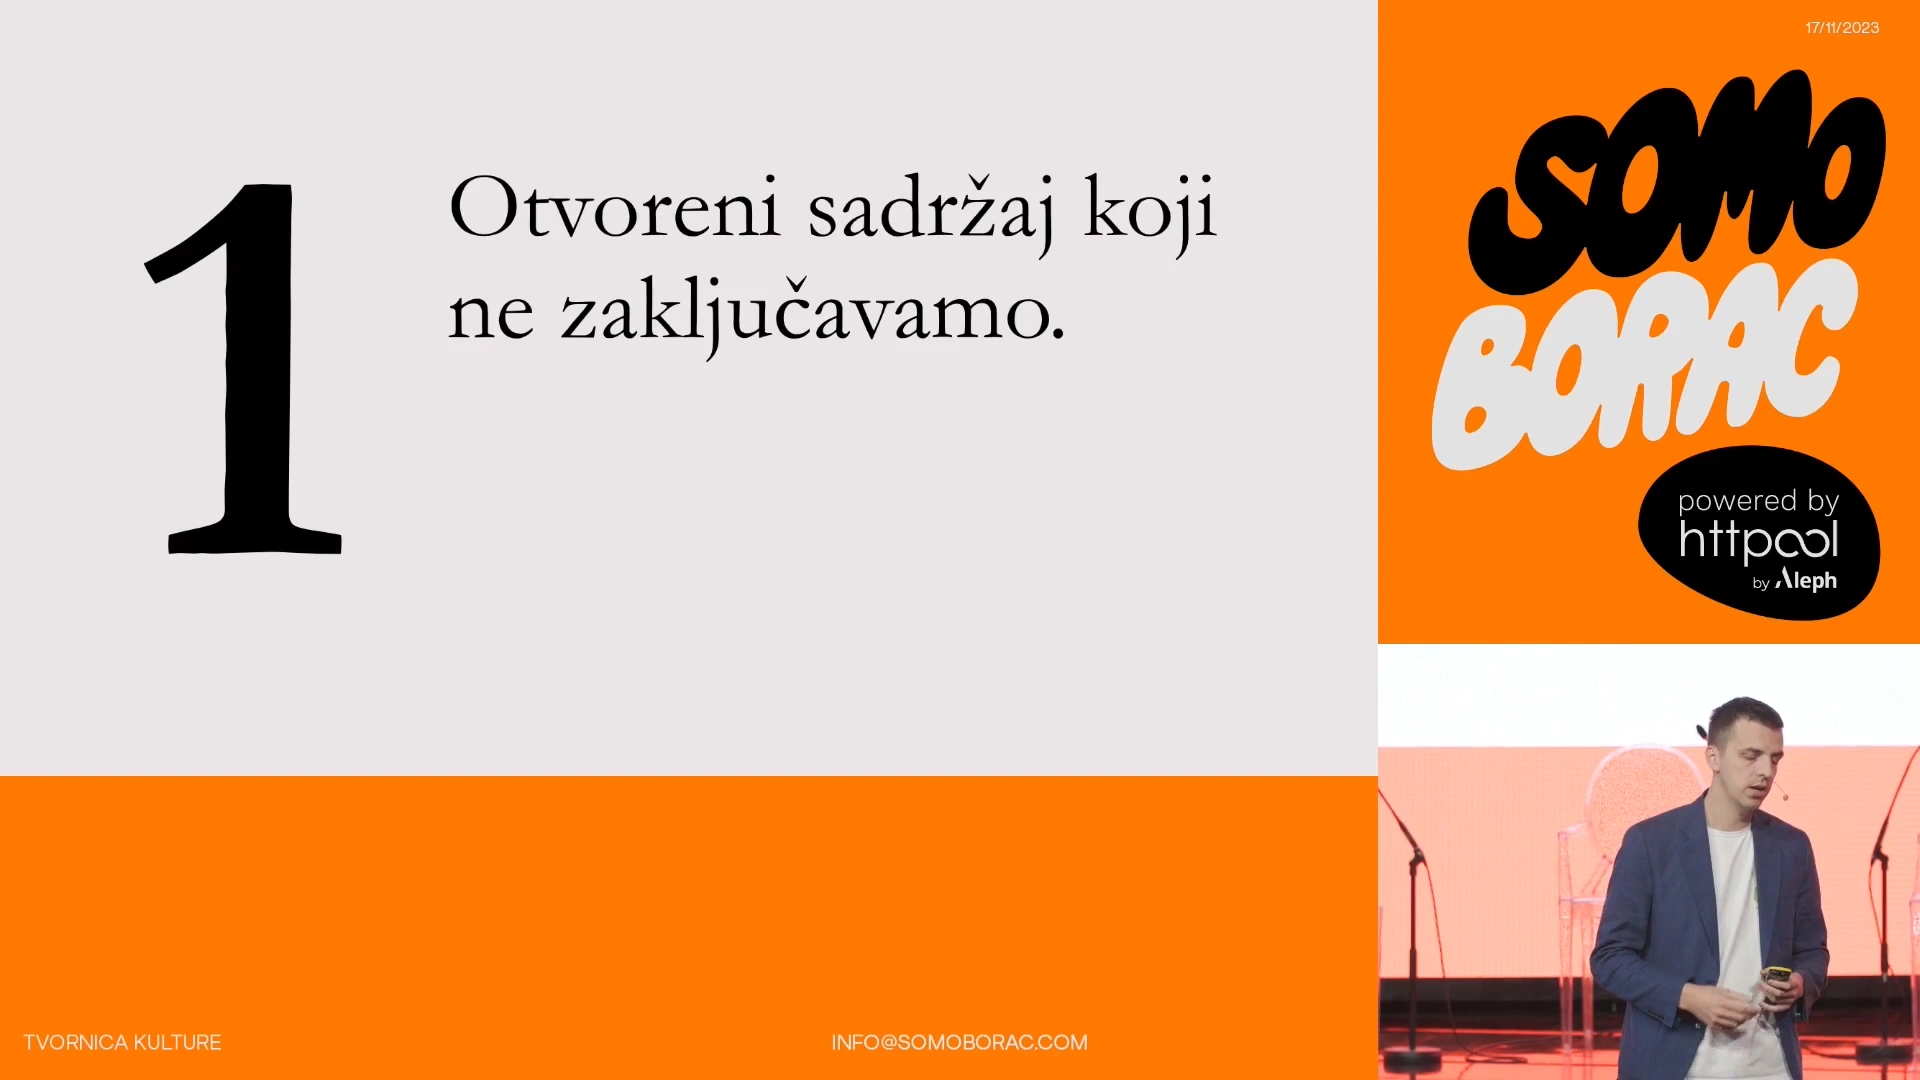 1
Otvoreni sadržaj koji
ne zaključavamo.
17/11/2023
SOMO
BORAC
powered by
httpool
by Aleph
TVORNICA KULTURE
INFO@SOMOBORAC.COM